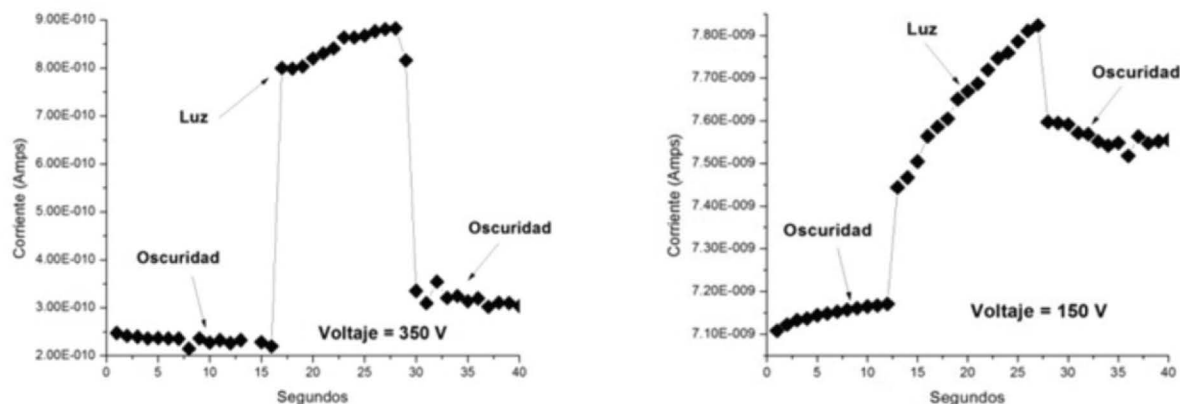 9.00E-010
8.00E-010
7.00E-010
6.00E-010
5.00E-010
4.00E-010
3.00E-010
2.00E-010
Corriente (Amps)
Luz
Oscuridad
Oscuridad
Voltaje = 350 V
0 5 10 15 20 25 30 35 40
Segundos
7.80E-009
7.70E-009
7.60E-009
7.50E-009
7.40E-009
7.30E-009
7.20E-009
7.10E-009
Corriente (Amps)
Luz
Oscuridad
Oscuridad
Voltaje = 150 V
0 5 10 15 20 25 30 35 40
Segundos